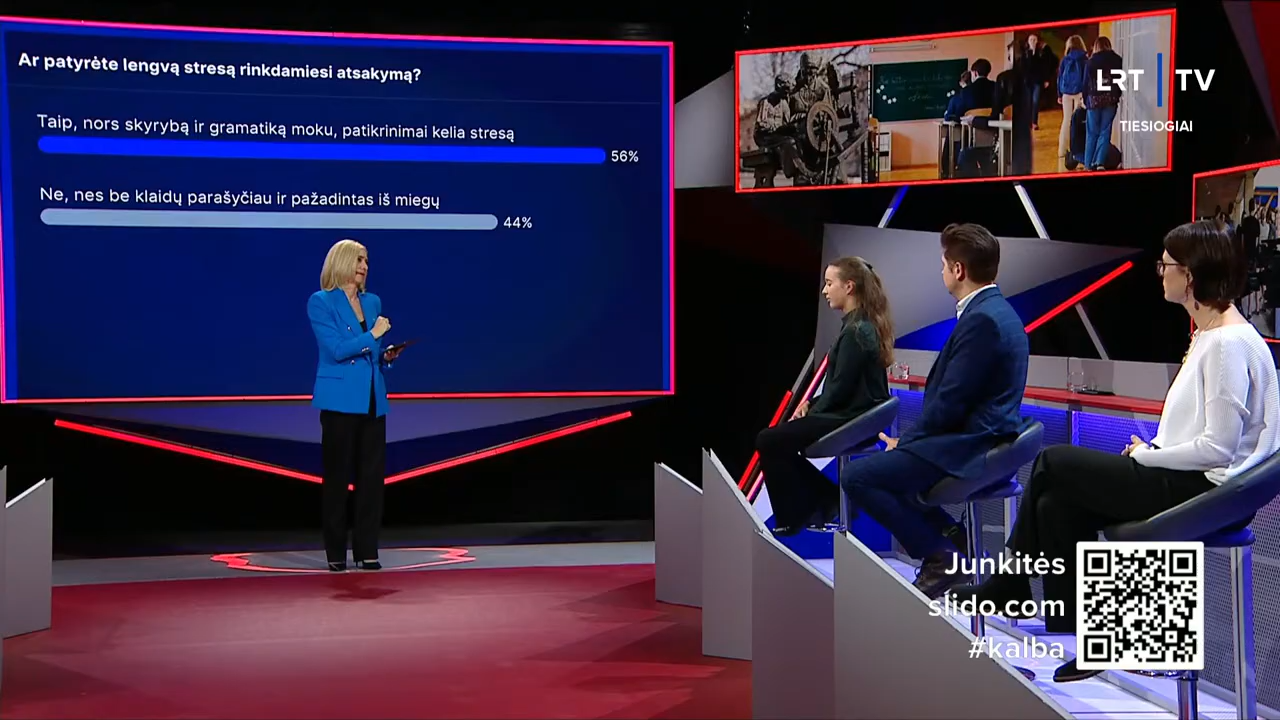 Ar patyrėte lengvą stresą rinkdamiesi atsakymą?
Taip, nors skyrybą ir gramatiką moku, patikrinimai kelia stresą
56%
Ne, nes be klaidų parašyčiau ir pažadintas iš miegų
44%
LRT TV
TIESIOGIAI
Junkitės
slido.com
#kalba